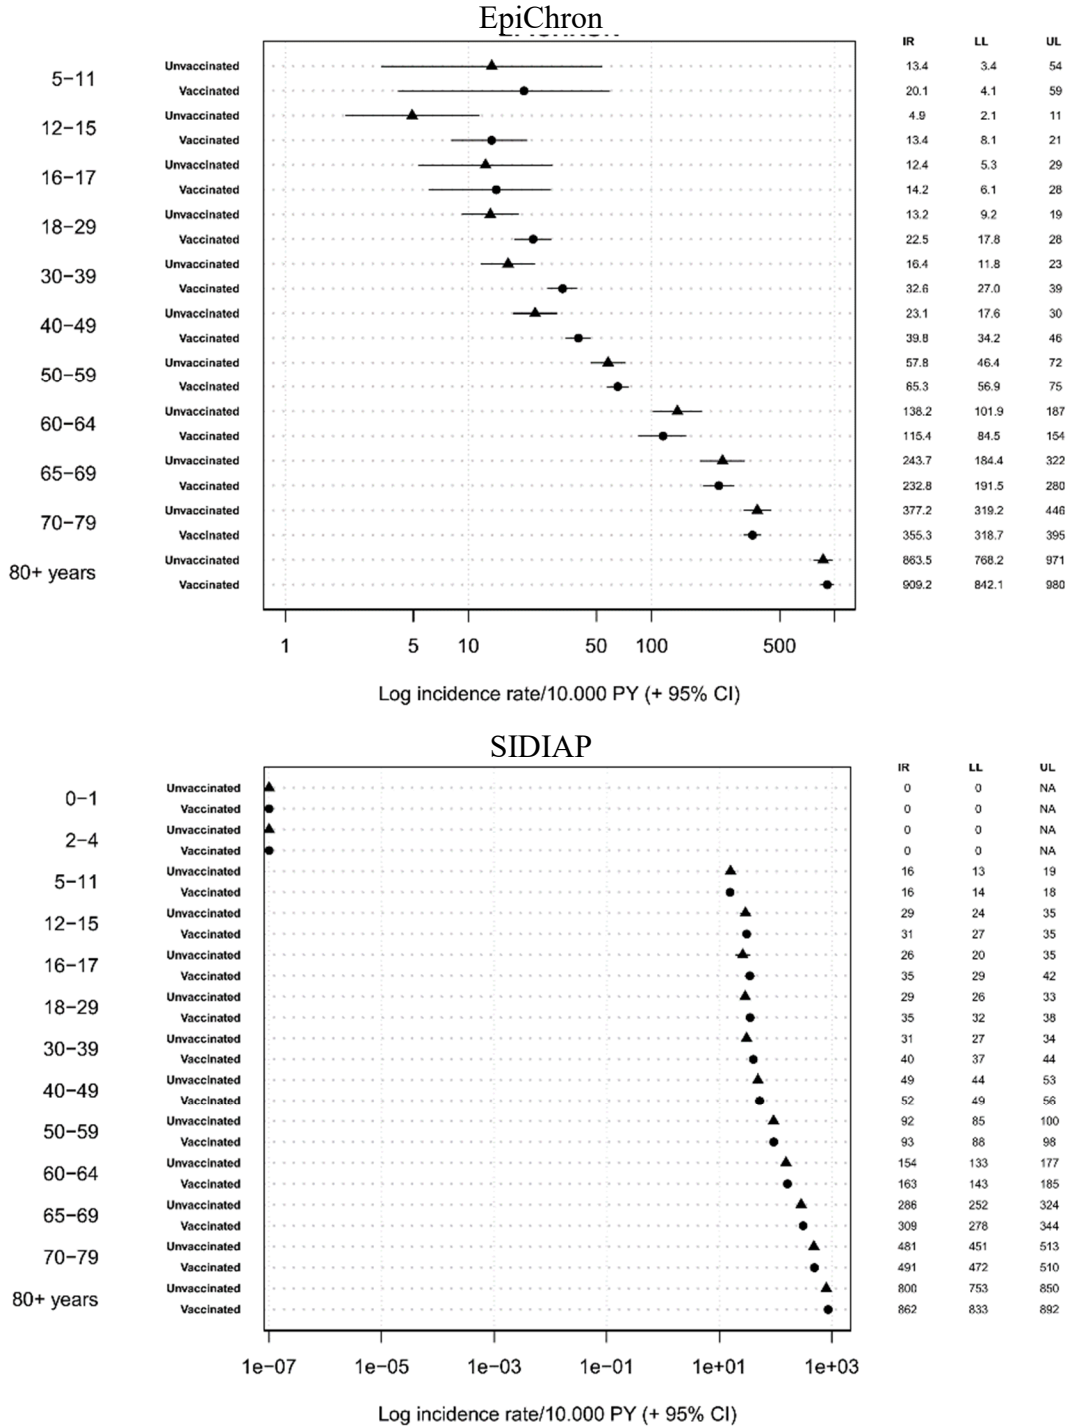 EpiChron
IR LL UL
5−11
Unvaccinated 13.4 3.4 54
Vaccinated 20.1 4.1 59
12−15
Unvaccinated 4.9 2.1 11
Vaccinated 13.4 8.1 21
16−17
Unvaccinated 12.4 5.3 29
Vaccinated 14.2 6.1 28
18−29
Unvaccinated 13.2 9.2 19
Vaccinated 22.5 17.8 28
30−39
Unvaccinated 16.4 11.8 23
Vaccinated 32.6 27.0 39
40−49
Unvaccinated 23.1 17.6 30
Vaccinated 39.8 34.2 46
50−59
Unvaccinated 57.8 46.4 72
Vaccinated 65.3 56.9 75
60−64
Unvaccinated 138.2 101.9 187
Vaccinated 115.4 84.5 154
65−69
Unvaccinated 243.7 184.4 322
Vaccinated 232.8 191.5 280
70−79
Unvaccinated 377.2 319.2 446
Vaccinated 355.3 318.7 395
80+ years
Unvaccinated 863.5 768.2 971
Vaccinated 909.2 842.1 980
1 5 10 50 100 500
Log incidence rate/10.000 PY (+ 95% CI)
SIDIAP
IR LL UL
0−1
Unvaccinated 0 0 NA
Vaccinated 0 0 NA
2−4
Unvaccinated 0 0 NA
Vaccinated 0 0 NA
5−11
Unvaccinated 16 13 19
Vaccinated 16 14 18
12−15
Unvaccinated 29 24 35
Vaccinated 31 27 35
16−17
Unvaccinated 26 20 35
Vaccinated 35 29 42
18−29
Unvaccinated 29 26 33
Vaccinated 35 32 38
30−39
Unvaccinated 31 27 34
Vaccinated 40 37 44
40−49
Unvaccinated 49 44 53
Vaccinated 52 49 56
50−59
Unvaccinated 92 85 100
Vaccinated 93 88 98
60−64
Unvaccinated 154 133 177
Vaccinated 163 143 185
65−69
Unvaccinated 286 252 324
Vaccinated 309 278 344
70−79
Unvaccinated 481 451 513
Vaccinated 491 472 510
80+ years
Unvaccinated 800 753 850
Vaccinated 862 833 892
1e−07 1e−05 1e−03 1e−01 1e+01 1e+03
Log incidence rate/10.000 PY (+ 95% CI)